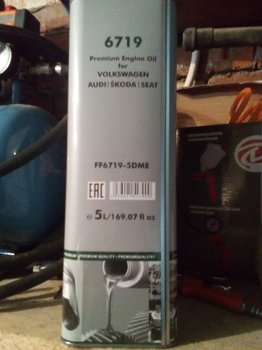 6719
Premium Engine Oil
for
VOLKSWAGEN
AUDI|ŠKODA|SEAT
FF6719-5DME
EAC
e 5L/169.07 fl oz
PREMIUM QUALITY · PREMIUMQUALITÄT